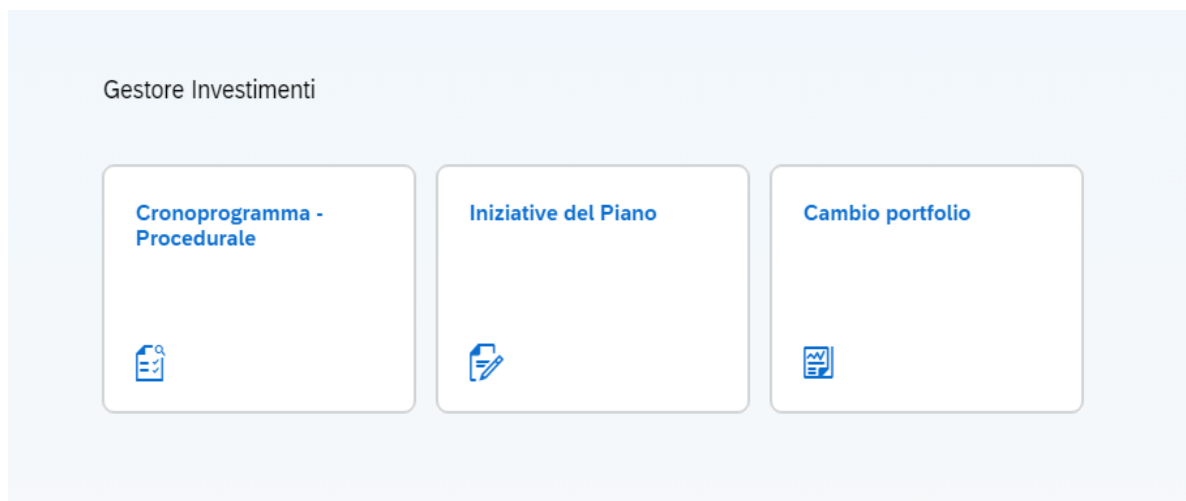 Gestore Investimenti
Cronoprogramma -
Procedurale
Iniziative del Piano
Cambio portfolio